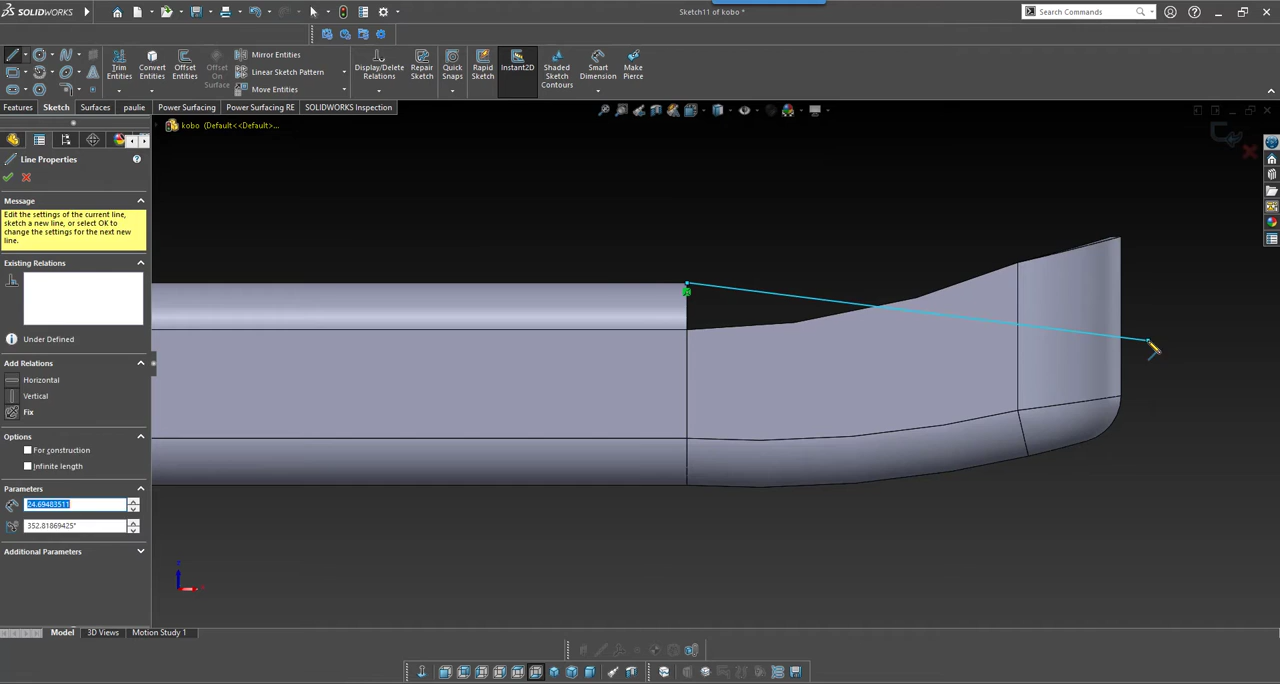 SOLIDWORKS
Sketch11 of kobo *
Search Commands
Trim Entities
Convert Entities
Offset Entities
Offset On Surface
Mirror Entities
Linear Sketch Pattern
Move Entities
Display/Delete Relations
Repair Sketch
Quick Snaps
Rapid Sketch
Instant2D
Shaded Sketch Contours
Smart Dimension
Make Pierce
Features
Sketch
Surfaces
paulie
Power Surfacing
Power Surfacing RE
SOLIDWORKS Inspection
kobo (Default<<Default>...
Line Properties
Message
Edit the settings of the current line,
sketch a new line, or select OK to
change the settings for the next new
line.
Existing Relations
Under Defined
Add Relations
Horizontal
Vertical
Fix
Options
For construction
Infinite length
Parameters
24.69483511
352.81869425°
Additional Parameters
Model
3D Views
Motion Study 1